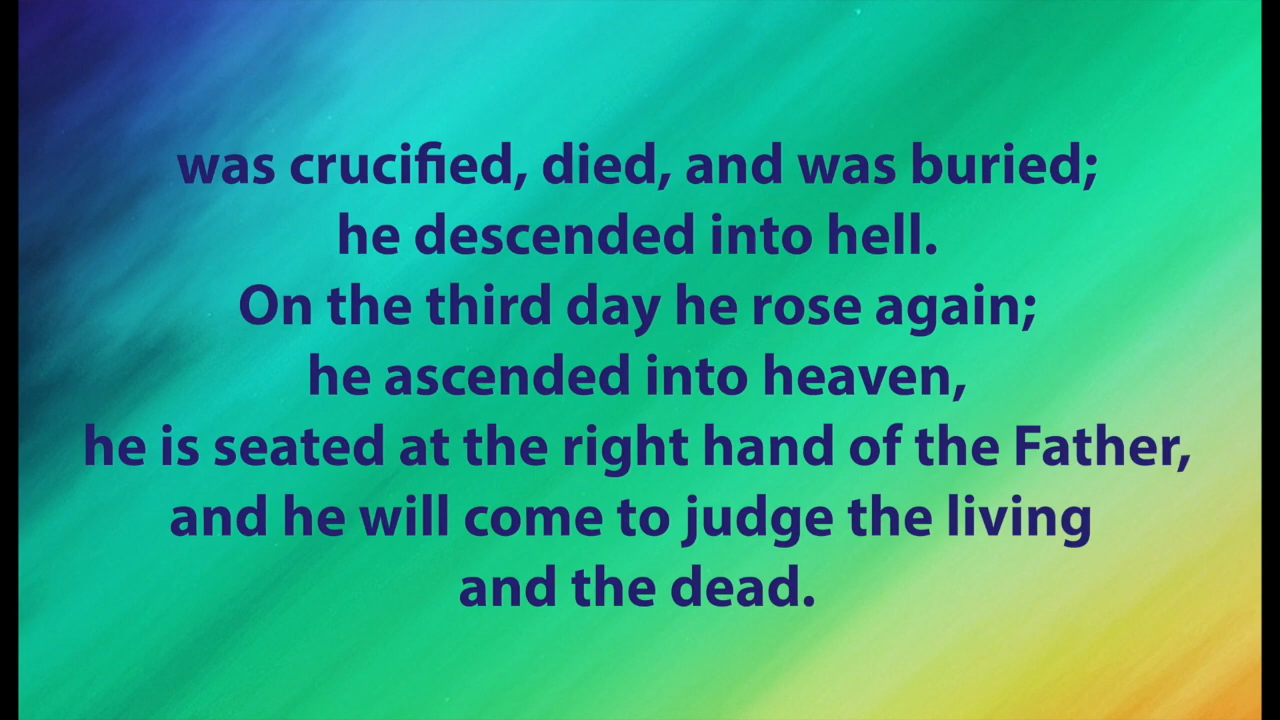 was crucified, died, and was buried;
he descended into hell.
On the third day he rose again;
he ascended into heaven,
he is seated at the right hand of the Father,
and he will come to judge the living
and the dead.